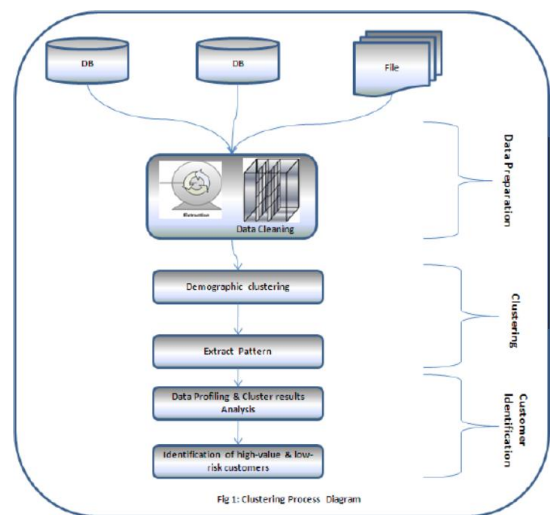 DB
DB
File
Extraction
Data Cleaning
Data Preparation
Demographic clustering
Extract Pattern
Clustering
Data Profiling & Cluster results
Analysis
Identification of high-value & low-
risk customers
Customer
Identification
Fig 1: Clustering Process Diagram